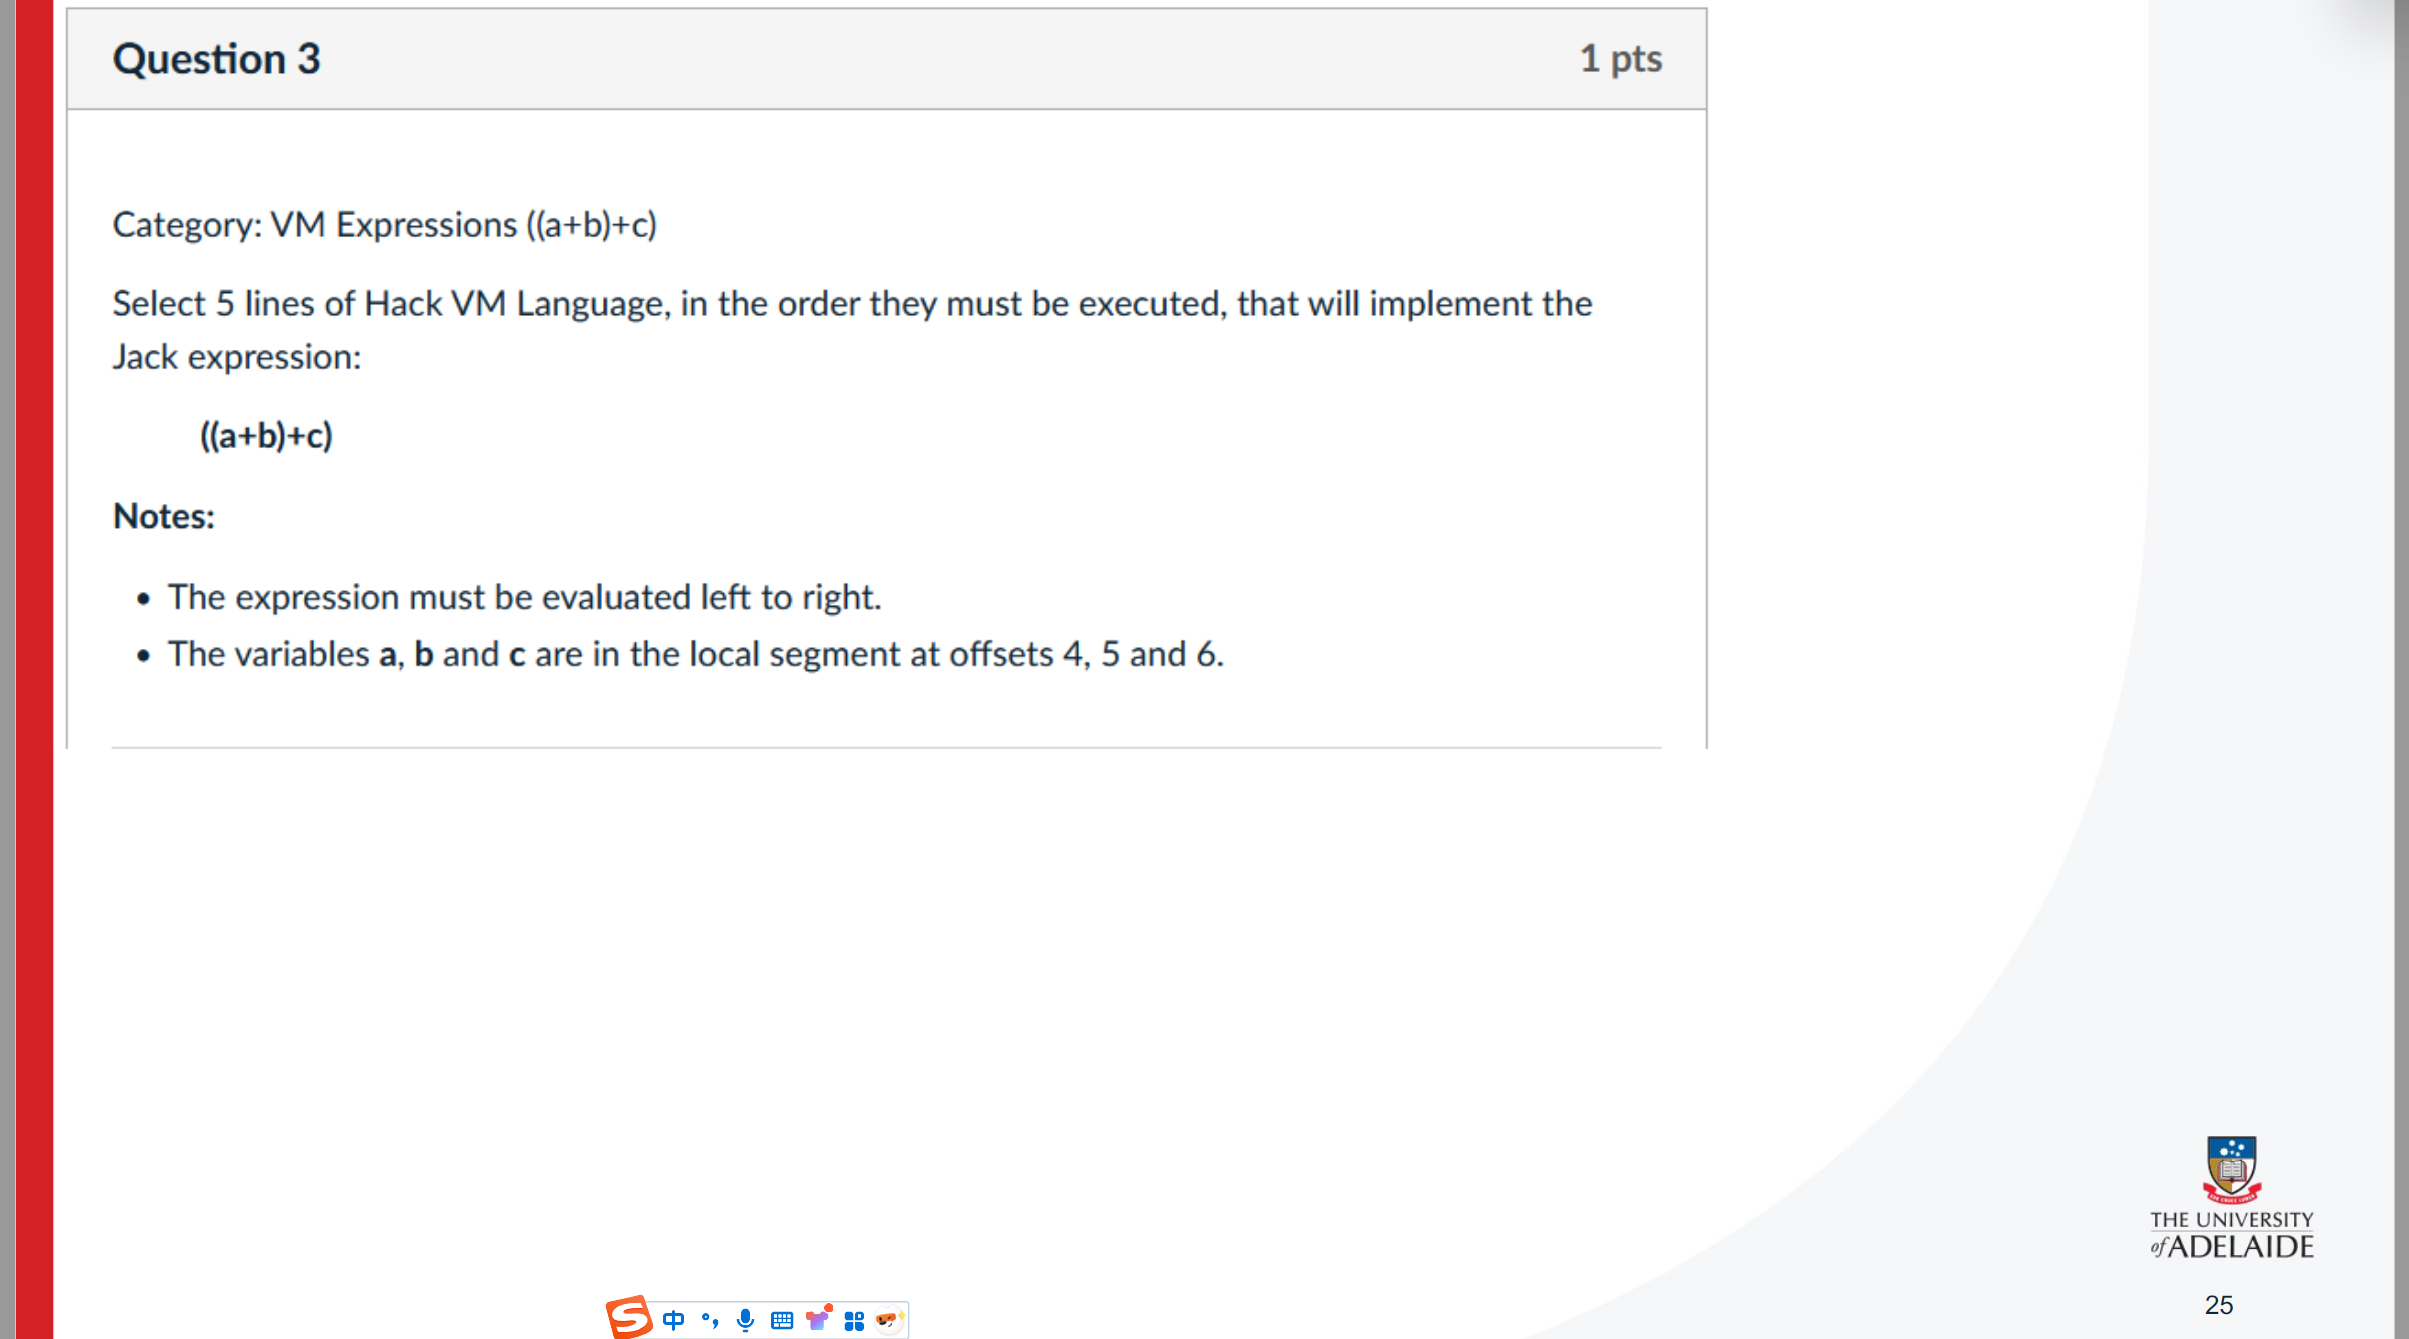 Question 3
1 pts
Category: VM Expressions ((a+b)+c)
Select 5 lines of Hack VM Language, in the order they must be executed, that will implement the
Jack expression:
((a+b)+c)
Notes:
• The expression must be evaluated left to right.
• The variables a, b and c are in the local segment at offsets 4, 5 and 6.
THE UNIVERSITY
of ADELAIDE
25
中